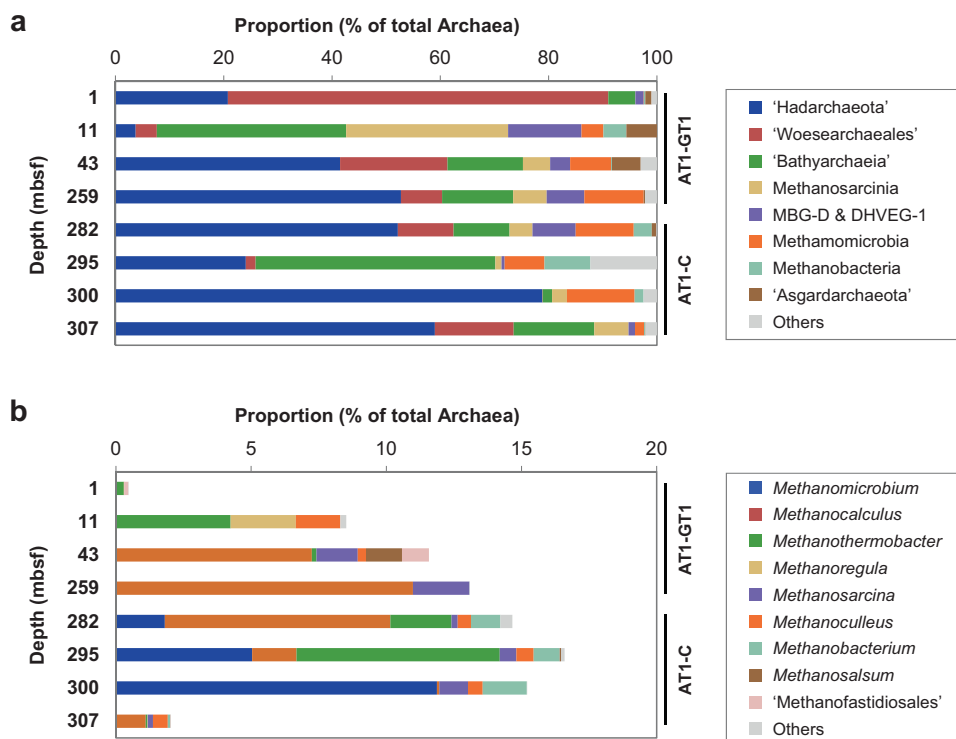 a
Proportion (% of total Archaea)
0 20 40 60 80 100
Depth (mbsf)
1
11
43
259
282
295
300
307
AT1-GT1
AT1-C
'Hadarchaeota'
'Woesearchaeales'
'Bathyarchaeia'
Methanosarcinia
MBG-D & DHVEG-1
Methamomicrobia
Methanobacteria
'Asgardarchaeota'
Others
b
Proportion (% of total Archaea)
0 5 10 15 20
Depth (mbsf)
1
11
43
259
282
295
300
307
AT1-GT1
AT1-C
Methanomicrobium
Methanocalculus
Methanothermobacter
Methanoregula
Methanosarcina
Methanoculleus
Methanobacterium
Methanosalsum
'Methanofastidiosales'
Others